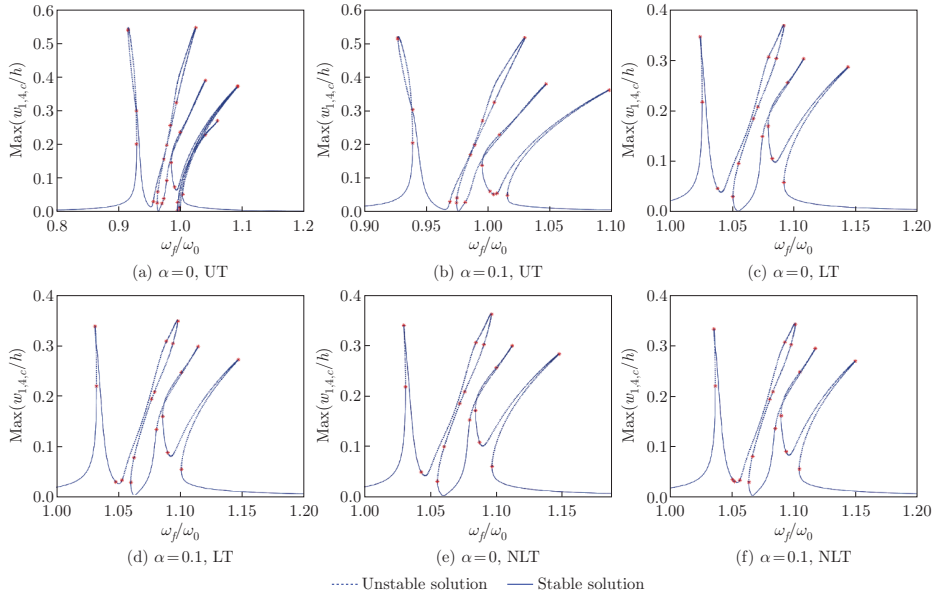 0.6
0.5
0.4
0.3
0.2
0.1
0.0
Max(w1,4,c/h)
0.8 0.9 1.0 1.1 1.2
ωf/ω0
(a) α=0, UT
0.6
0.5
0.4
0.3
0.2
0.1
0.0
Max(w1,4,c/h)
0.90 0.95 1.00 1.05 1.10
ωf/ω0
(b) α=0.1, UT
0.4
0.3
0.2
0.1
0.0
Max(w1,4,c/h)
1.00 1.05 1.10 1.15 1.20
ωf/ω0
(c) α=0, LT
0.4
0.3
0.2
0.1
0.0
Max(w1,4,c/h)
1.00 1.05 1.10 1.15 1.20
ωf/ω0
(d) α=0.1, LT
0.4
0.3
0.2
0.1
0.0
Max(w1,4,c/h)
1.00 1.05 1.10 1.15
ωf/ω0
(e) α=0, NLT
0.4
0.3
0.2
0.1
0.0
Max(w1,4,c/h)
1.00 1.05 1.10 1.15 1.20
ωf/ω0
(f) α=0.1, NLT
Unstable solution Stable solution